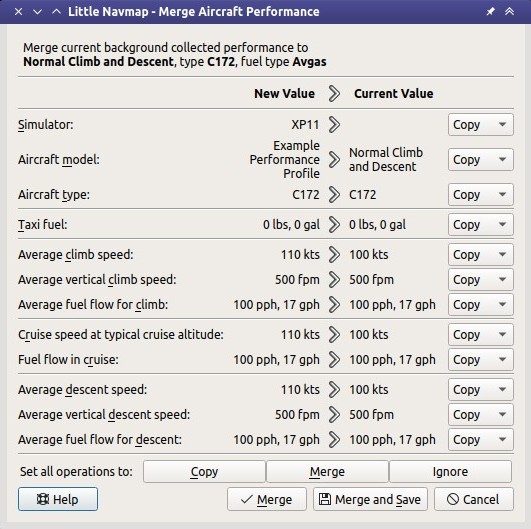 Little Navmap - Merge Aircraft Performance
Merge current background collected performance to
Normal Climb and Descent, type C172, fuel type Avgas
New Value Current Value
Simulator: XP11 Copy
Aircraft model: Example Performance Profile Normal Climb and Descent Copy
Aircraft type: C172 C172 Copy
Taxi fuel: 0 lbs, 0 gal 0 lbs, 0 gal Copy
Average climb speed: 110 kts 100 kts Copy
Average vertical climb speed: 500 fpm 500 fpm Copy
Average fuel flow for climb: 100 pph, 17 gph 100 pph, 17 gph Copy
Cruise speed at typical cruise altitude: 110 kts 100 kts Copy
Fuel flow in cruise: 100 pph, 17 gph 100 pph, 17 gph Copy
Average descent speed: 110 kts 100 kts Copy
Average vertical descent speed: 500 fpm 500 fpm Copy
Average fuel flow for descent: 100 pph, 17 gph 100 pph, 17 gph Copy
Set all operations to: Copy Merge Ignore
Help Merge Merge and Save Cancel